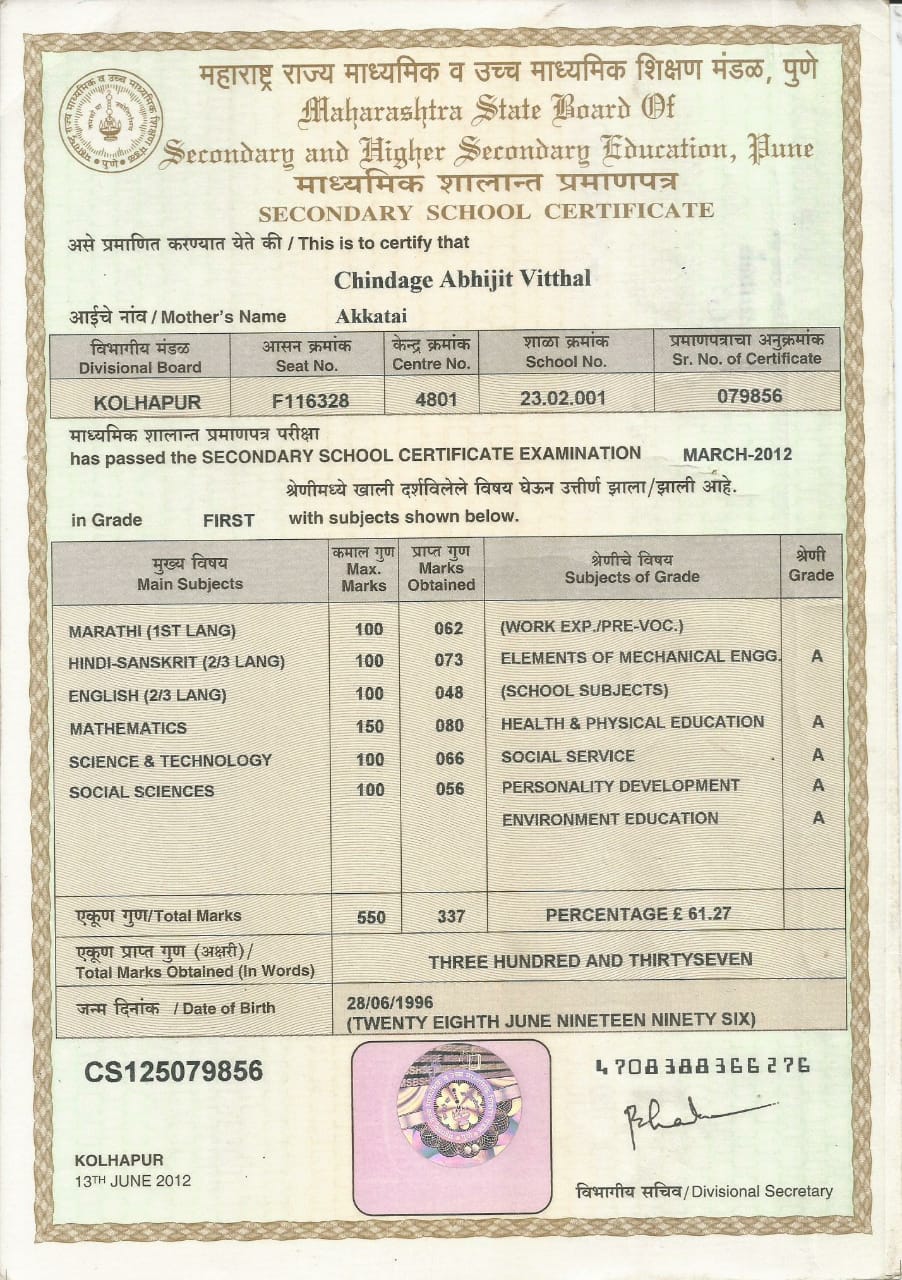 महाराष्ट्र राज्य माध्यमिक व उच्च माध्यमिक शिक्षण मंडळ, पुणे
Maharashtra State Board Of
Secondary and Higher Secondary Education, Pune
माध्यमिक शालान्त प्रमाणपत्र
SECONDARY SCHOOL CERTIFICATE
असे प्रमाणित करण्यात येते की / This is to certify that
Chindage Abhijit Vitthal
आईचे नांव / Mother's Name Akkatai
विभागीय मंडळ आसन क्रमांक केन्द्र क्रमांक शाळा क्रमांक प्रमाणपत्राचा अनुक्रमांक
Divisional Board Seat No. Centre No. School No. Sr. No. of Certificate
KOLHAPUR F116328 4801 23.02.001 079856
माध्यमिक शालान्त प्रमाणपत्र परीक्षा
has passed the SECONDARY SCHOOL CERTIFICATE EXAMINATION MARCH-2012
श्रेणीमध्ये खाली दर्शविलेले विषय घेऊन उत्तीर्ण झाला/झाली आहे.
in Grade FIRST with subjects shown below.
मुख्य विषय कमाल गुण प्राप्त गुण श्रेणीचे विषय श्रेणी
Main Subjects Max. Marks Marks Obtained Subjects of Grade Grade
MARATHI (1ST LANG) 100 062 (WORK EXP./PRE-VOC.)
HINDI-SANSKRIT (2/3 LANG) 100 073 ELEMENTS OF MECHANICAL ENGG. A
ENGLISH (2/3 LANG) 100 048 (SCHOOL SUBJECTS)
MATHEMATICS 150 080 HEALTH & PHYSICAL EDUCATION A
SCIENCE & TECHNOLOGY 100 066 SOCIAL SERVICE A
SOCIAL SCIENCES 100 056 PERSONALITY DEVELOPMENT A
ENVIRONMENT EDUCATION A
एकूण गुण/Total Marks 550 337 PERCENTAGE £ 61.27
एकूण प्राप्त गुण (अक्षरी)/
Total Marks Obtained (In Words) THREE HUNDRED AND THIRTYSEVEN
जन्म दिनांक / Date of Birth 28/06/1996
(TWENTY EIGHTH JUNE NINETEEN NINETY SIX)
CS125079856
4708388366276
KOLHAPUR
13TH JUNE 2012
विभागीय सचिव/Divisional Secretary